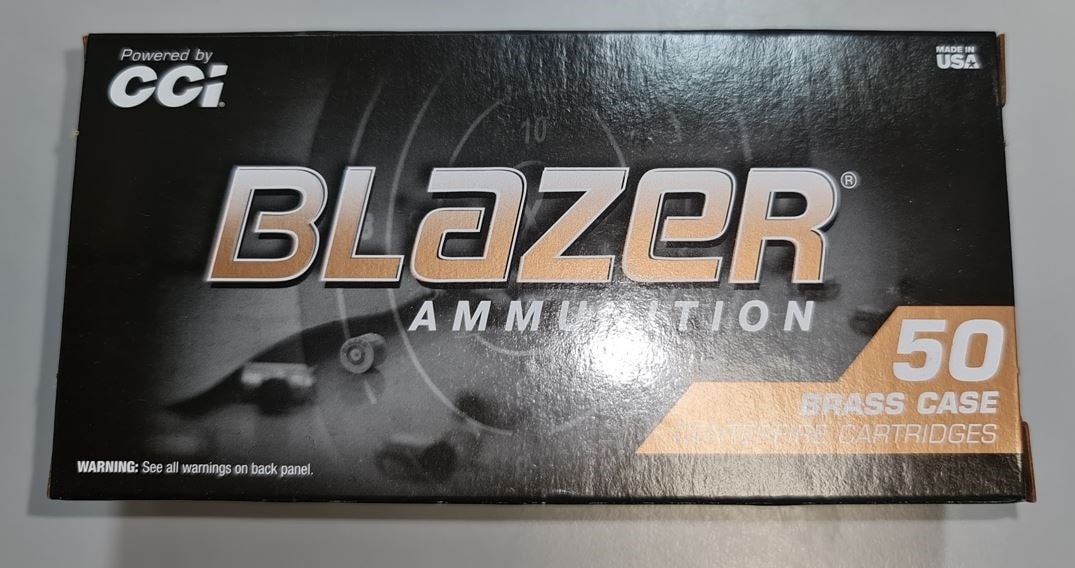 Powered by
CCI
MADE IN
USA
10
BLazeR®
AMMUNITION
50
BRASS CASE
CENTERFIRE CARTRIDGES
WARNING: See all warnings on back panel.